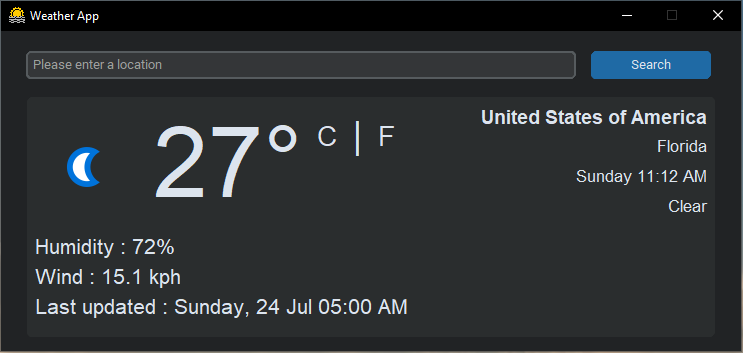 Weather App
Please enter a location
Search
27° C | F
United States of America
Florida
Sunday 11:12 AM
Clear
Humidity : 72%
Wind : 15.1 kph
Last updated : Sunday, 24 Jul 05:00 AM